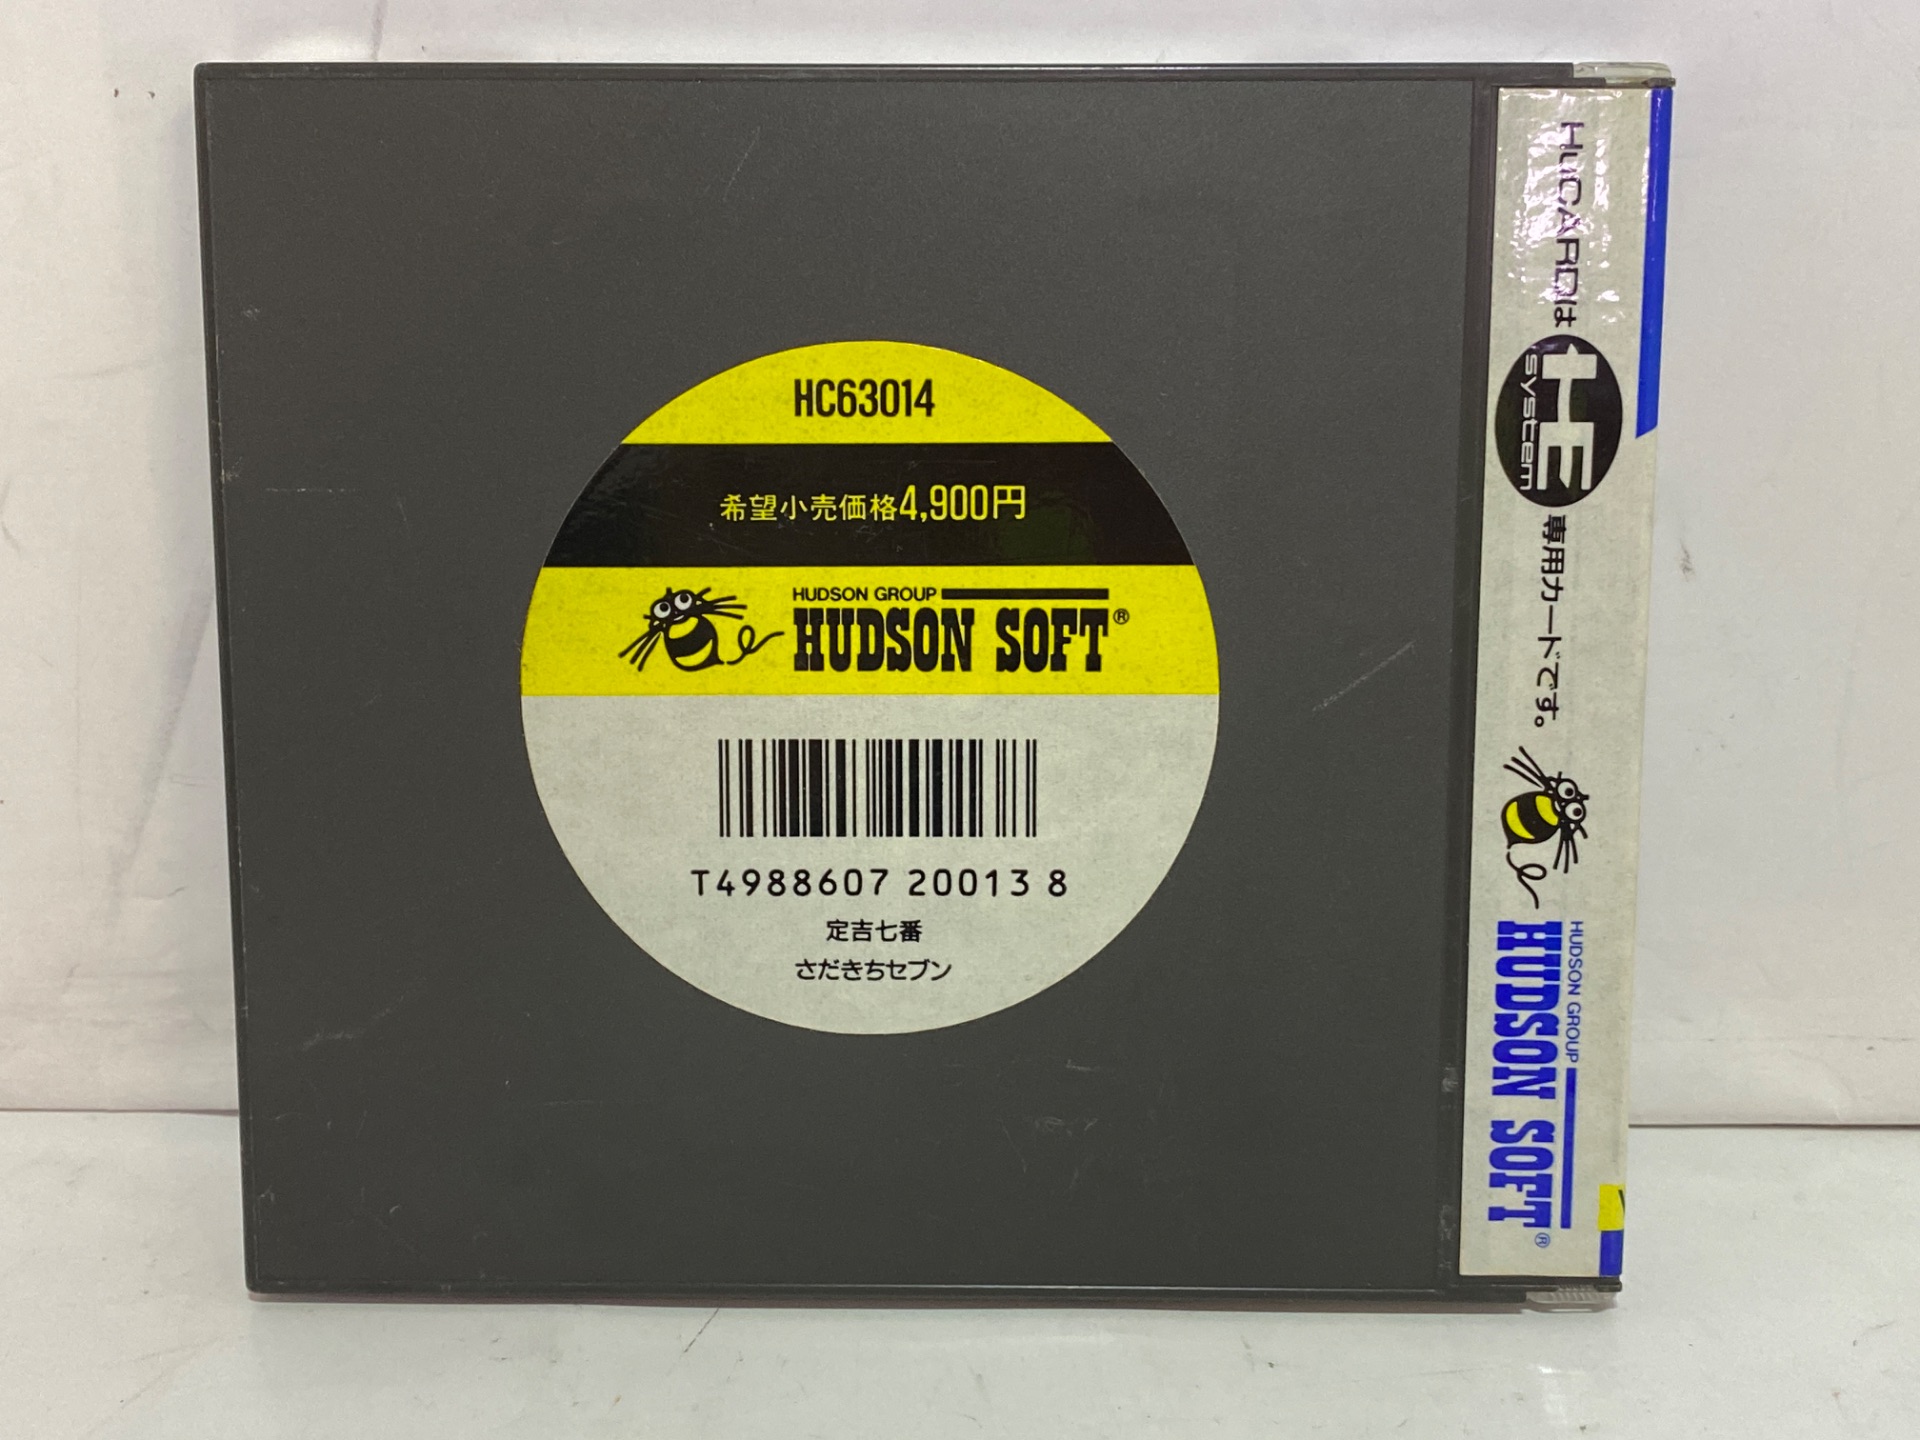 HC63014
希望小売価格4,900円
HUDSON GROUP
HUDSON SOFT®
T4988607 20013 8
定吉七番
さだきちセブン
HuCARDは HE system 専用カードです。
HUDSON GROUP
HUDSON SOFT®